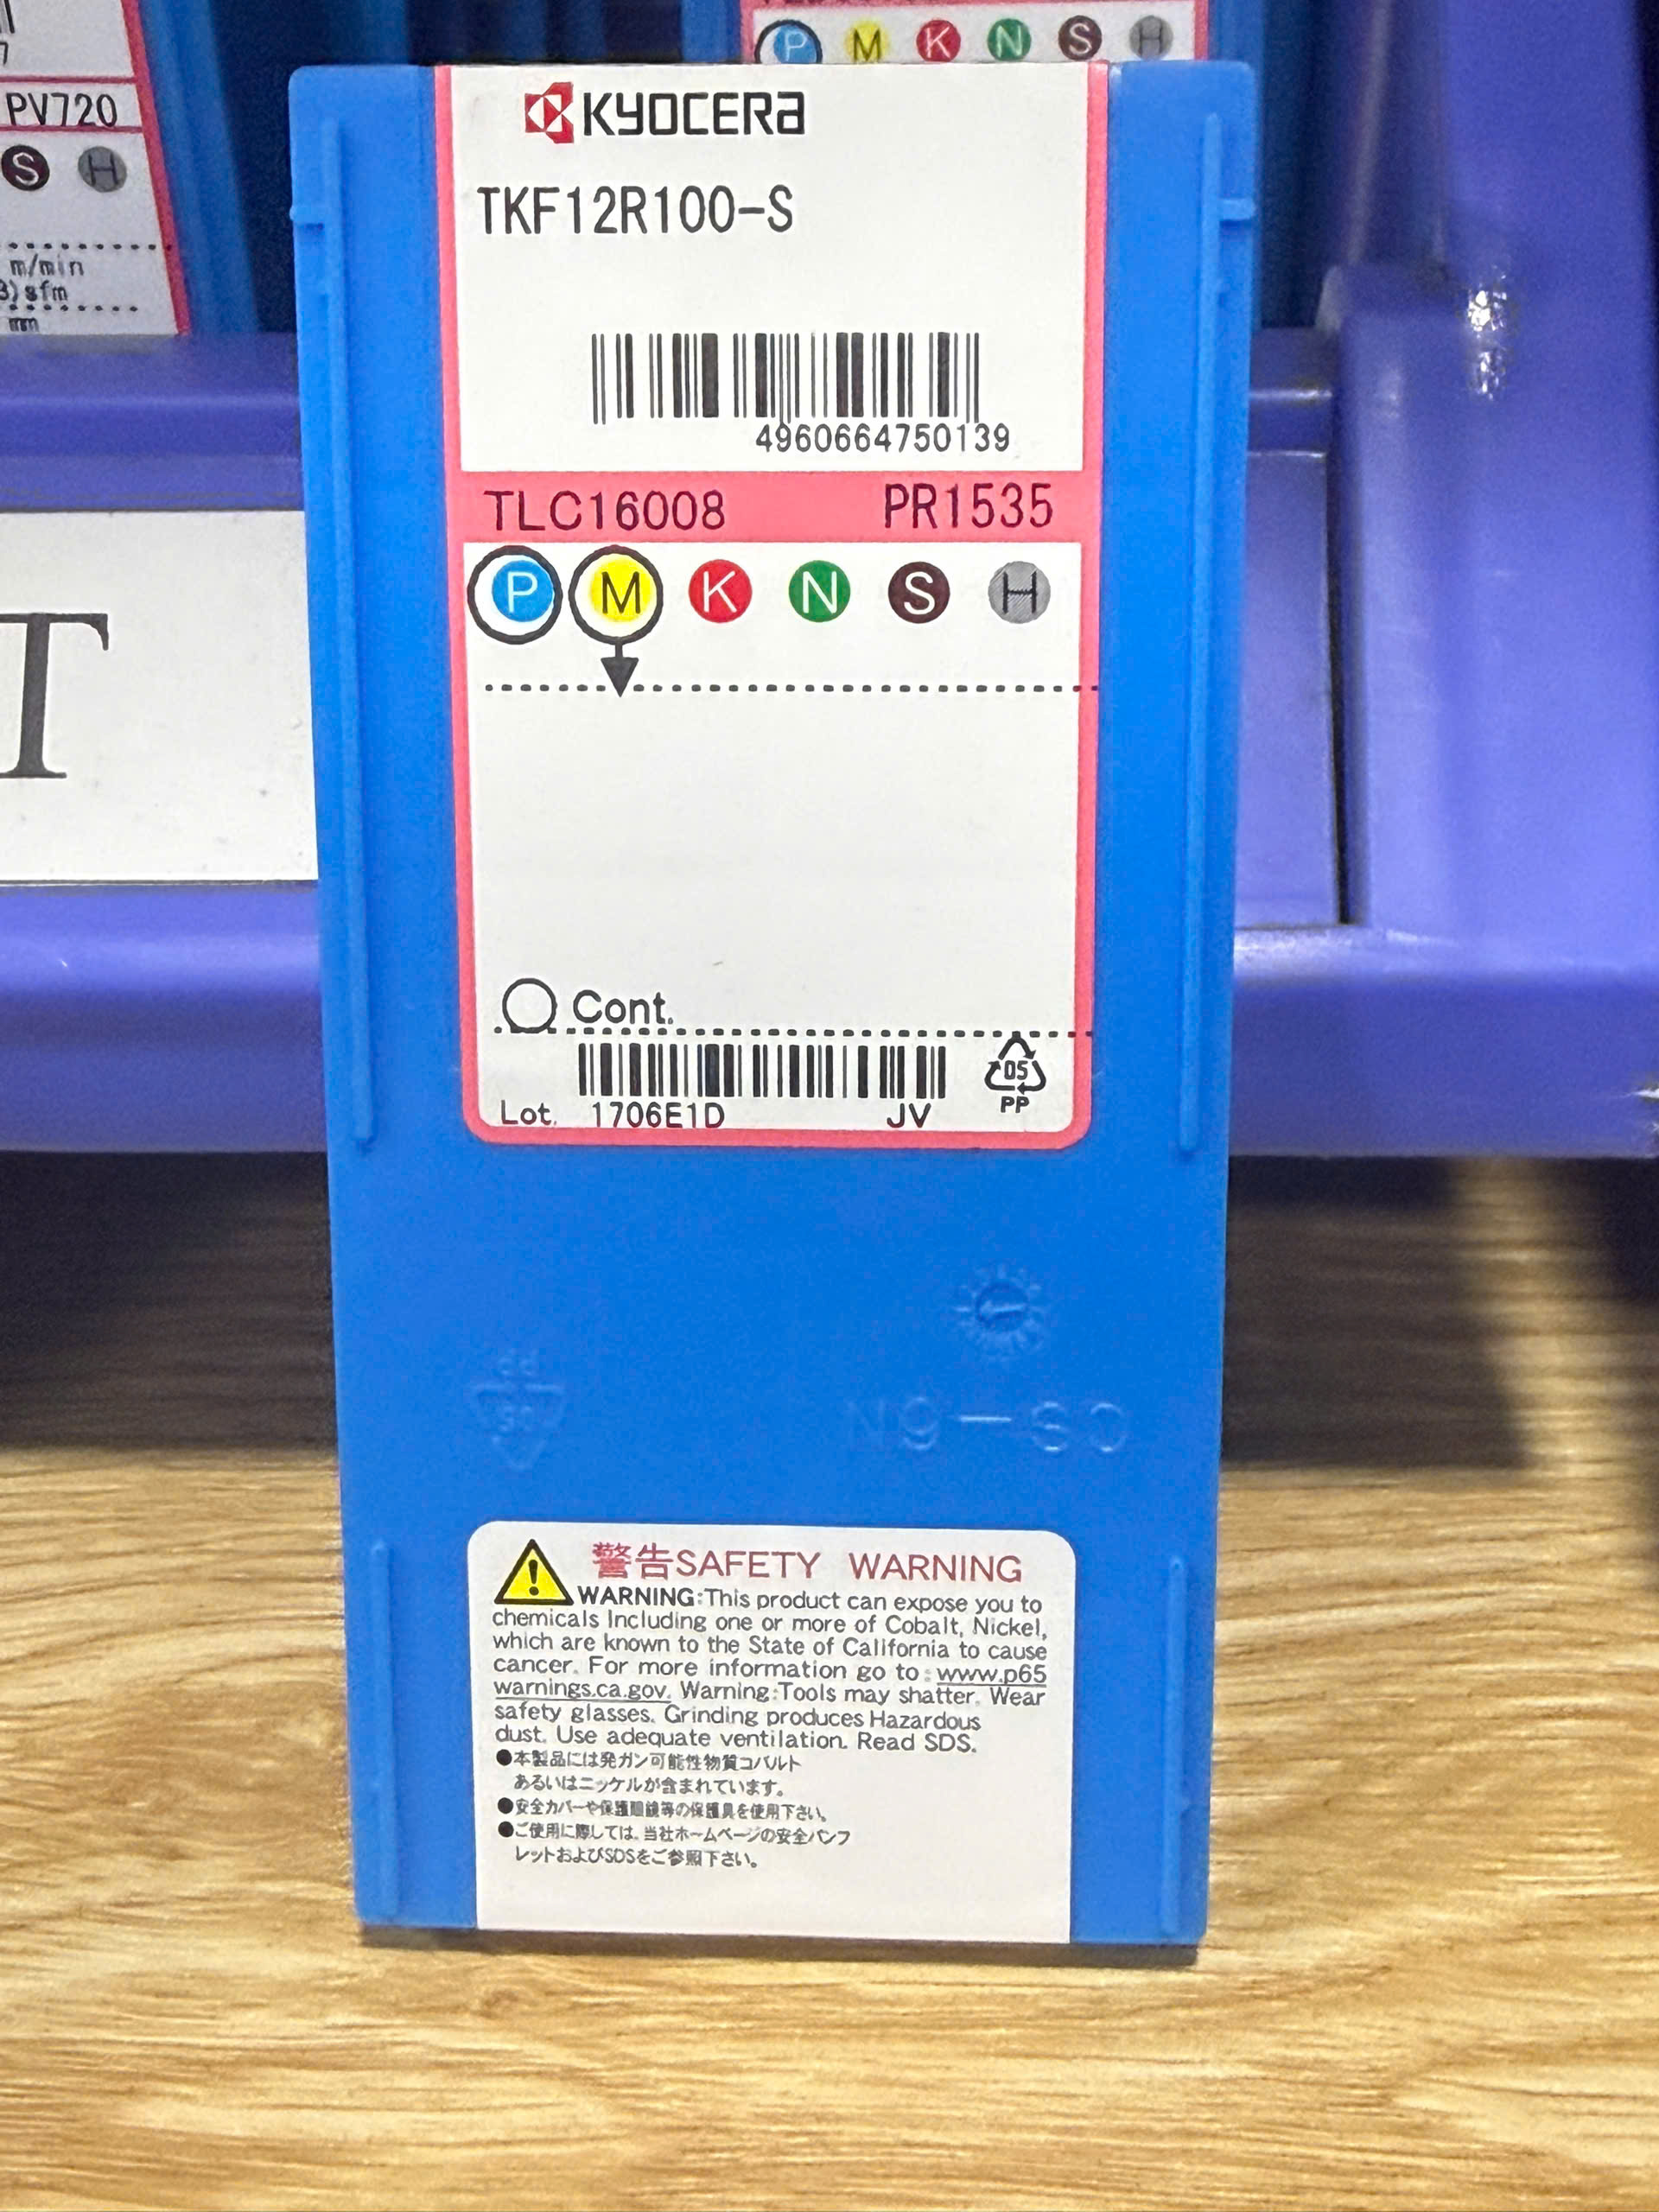 PV720
S H
m/min
sfm
mm
T
P M K N S H
KYOCERA
TKF12R100-S
4960664750139
TLC16008 PR1535
P M K N S H
Cont.
05
PP
Lot. 1706E1D JV
PP
05
CS-6N
警告SAFETY WARNING
WARNING:This product can expose you to
chemicals Including one or more of Cobalt, Nickel,
which are known to the State of California to cause
cancer. For more information go to : www.p65
warnings.ca.gov. Warning:Tools may shatter. Wear
safety glasses. Grinding produces Hazardous
dust. Use adequate ventilation. Read SDS.
●本製品には発ガン可能性物質コバルト
あるいはニッケルが含まれています。
●安全カバーや保護眼鏡等の保護具を使用下さい。
●ご使用に際しては、当社ホームページの安全パンフ
レットおよびSDSをご参照下さい。